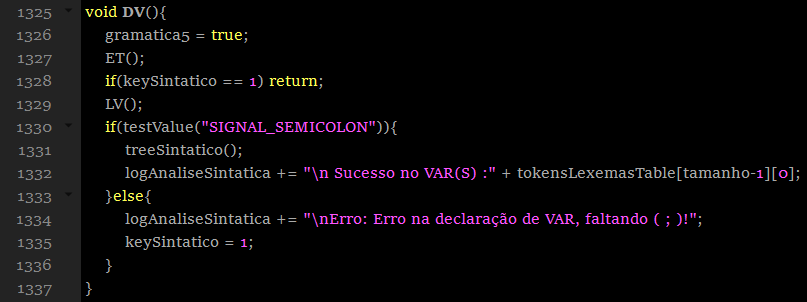 1325 void DV(){
1326 gramatica5 = true;
1327 ET();
1328 if(keySintatico == 1) return;
1329 LV();
1330 if(testValue("SIGNAL_SEMICOLON")){
1331 treeSintatico();
1332 logAnaliseSintatica += "\n Sucesso no VAR(S) :" + tokensLexemasTable[tamanho-1][0];
1333 }else{
1334 logAnaliseSintatica += "\nErro: Erro na declaração de VAR, faltando ( ; )!";
1335 keySintatico = 1;
1336 }
1337 }